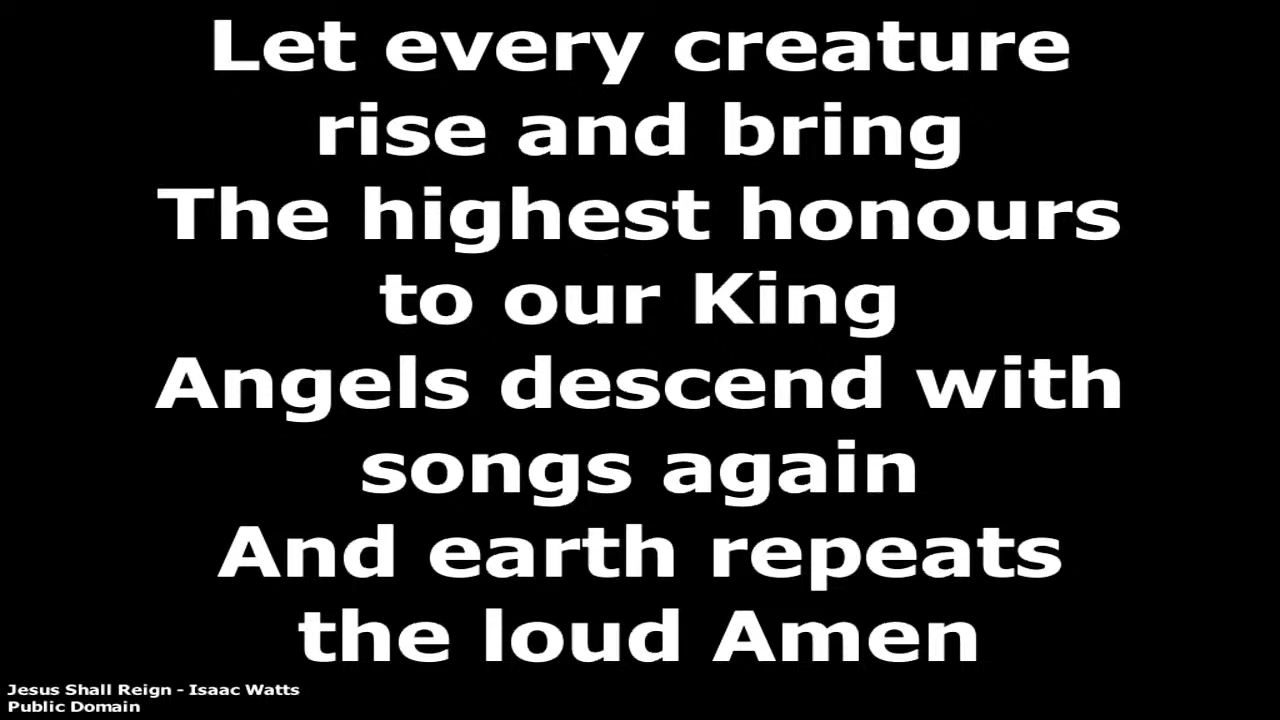 Let every creature
rise and bring
The highest honours
to our King
Angels descend with
songs again
And earth repeats
the loud Amen
Jesus Shall Reign - Isaac Watts
Public Domain